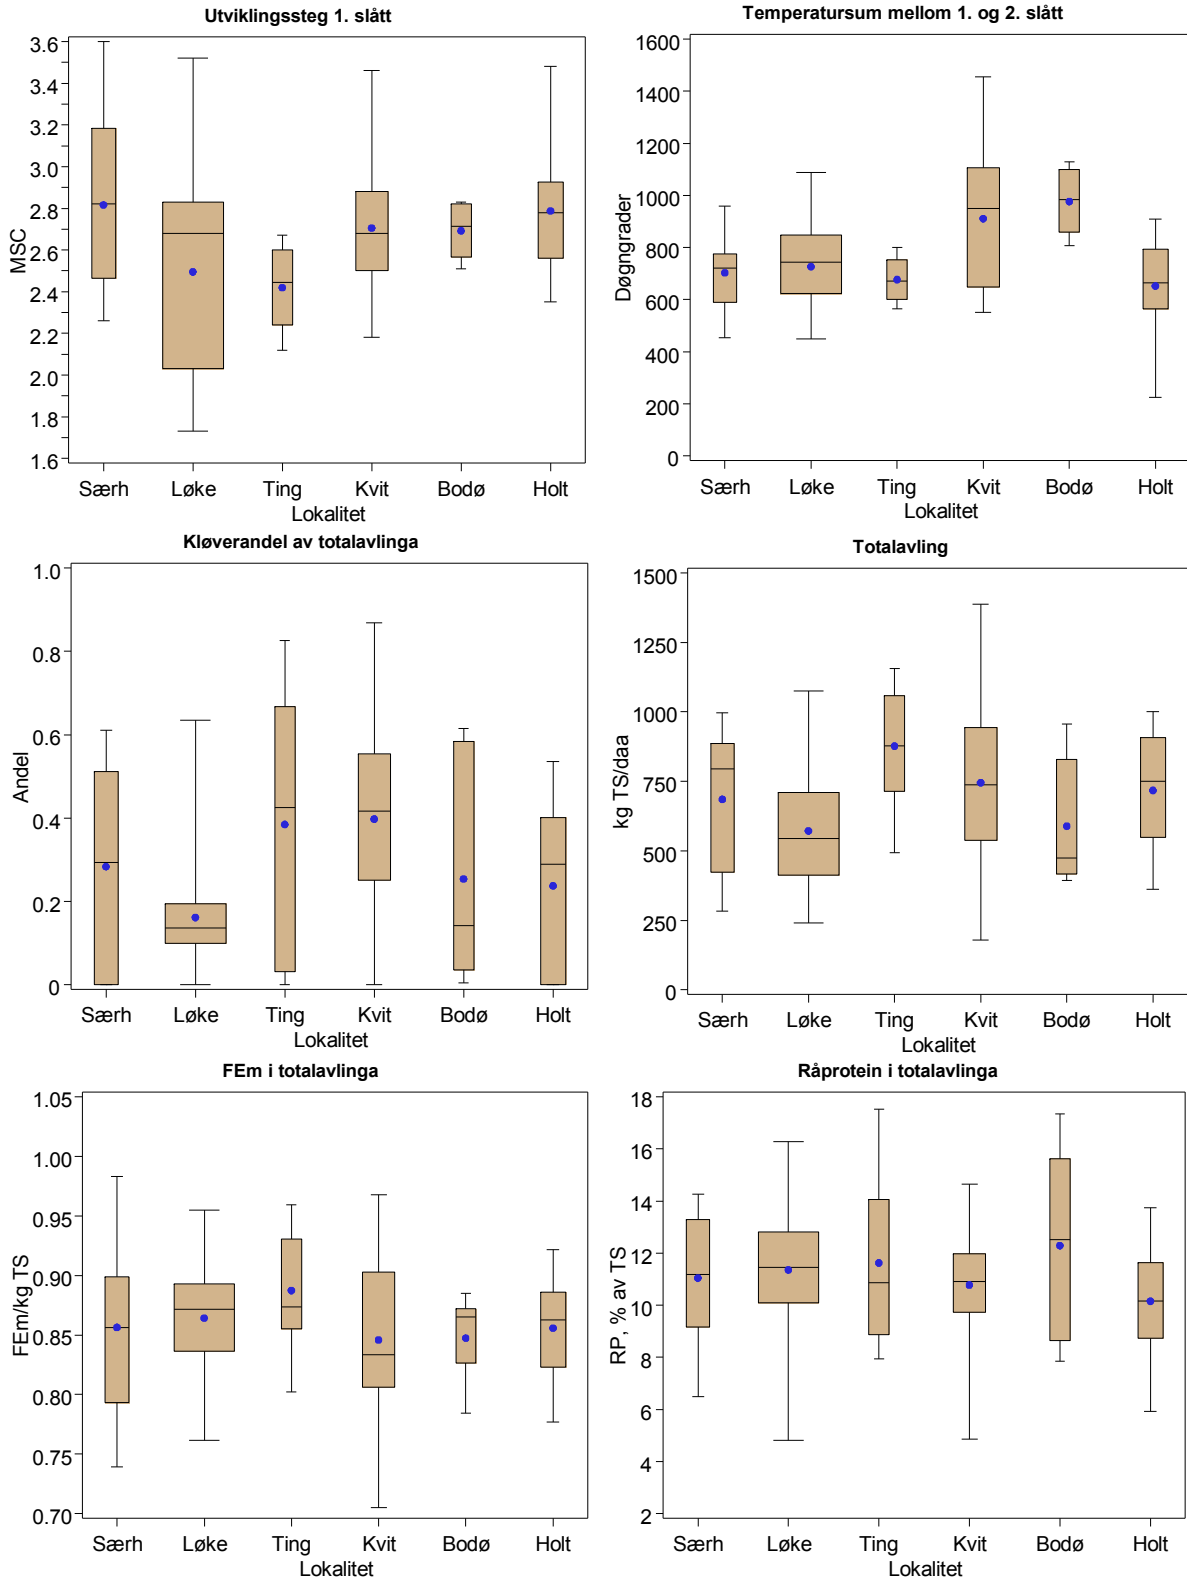 Utviklingssteg 1. slått
MSC
3.6
3.4
3.2
3.0
2.8
2.6
2.4
2.2
2.0
1.8
1.6
Særh Løke Ting Kvit Bodø Holt
Lokalitet
Temperatursum mellom 1. og 2. slått
Døgngrader
1600
1400
1200
1000
800
600
400
200
0
Særh Løke Ting Kvit Bodø Holt
Lokalitet
Kløverandel av totalavlinga
Andel
1.0
0.8
0.6
0.4
0.2
0
Særh Løke Ting Kvit Bodø Holt
Lokalitet
Totalavling
kg TS/daa
1500
1250
1000
750
500
250
0
Særh Løke Ting Kvit Bodø Holt
Lokalitet
FEm i totalavlinga
FEm/kg TS
1.05
1.00
0.95
0.90
0.85
0.80
0.75
0.70
Særh Løke Ting Kvit Bodø Holt
Lokalitet
Råprotein i totalavlinga
RP, % av TS
18
16
14
12
10
8
6
4
2
Særh Løke Ting Kvit Bodø Holt
Lokalitet